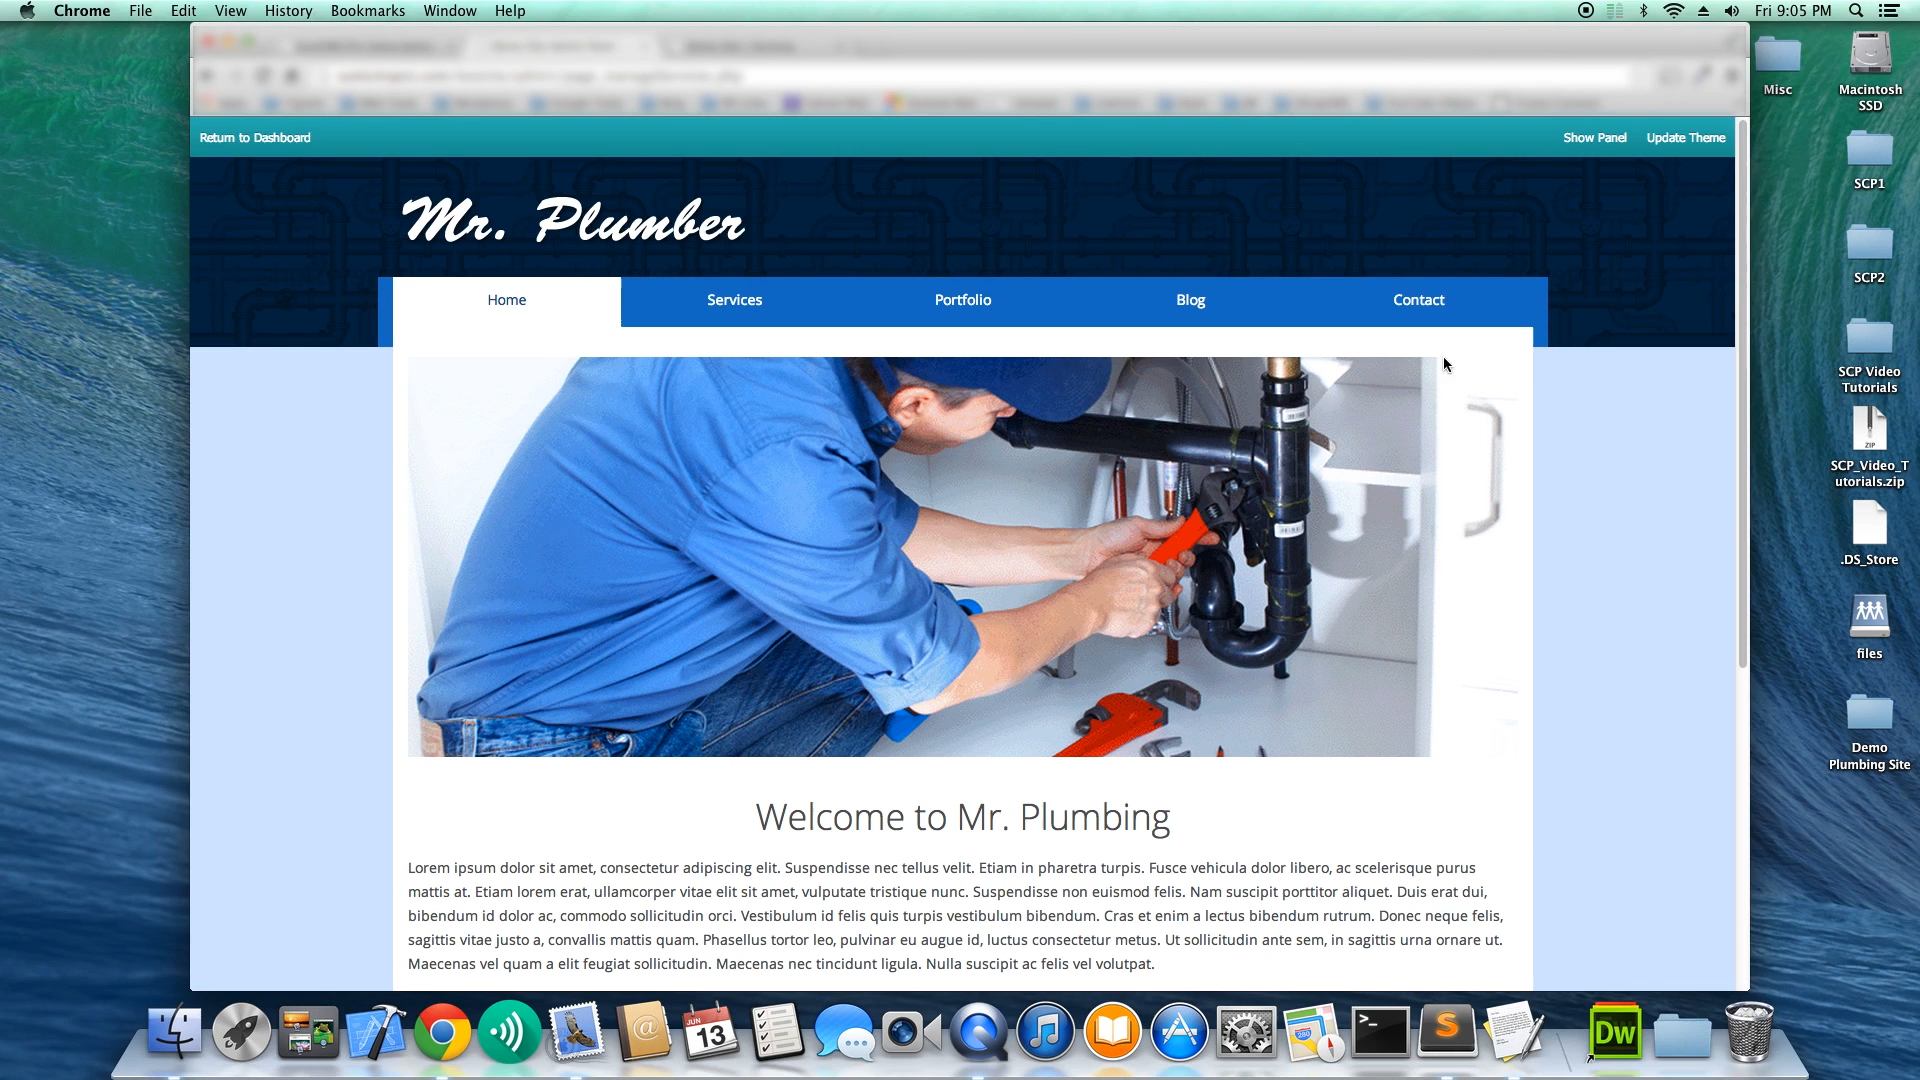 Chrome File Edit View History Bookmarks Window Help Fri 9:05 PM
Return to Dashboard Show Panel Update Theme
Mr. Plumber
Home Services Portfolio Blog Contact
Welcome to Mr. Plumbing
Lorem ipsum dolor sit amet, consectetur adipiscing elit. Suspendisse nec tellus velit. Etiam in pharetra turpis. Fusce vehicula dolor libero, ac scelerisque purus
mattis at. Etiam lorem erat, ullamcorper vitae elit sit amet, vulputate tristique nunc. Suspendisse non euismod felis. Nam suscipit porttitor aliquet. Duis erat dui,
bibendum id dolor ac, commodo sollicitudin orci. Vestibulum id felis quis turpis vestibulum bibendum. Cras et enim a lectus bibendum rutrum. Donec neque felis,
sagittis vitae justo a, convallis mattis quam. Phasellus tortor leo, pulvinar eu augue id, luctus consectetur metus. Ut sollicitudin ante sem, in sagittis urna ornare ut.
Maecenas vel quam a elit feugiat sollicitudin. Maecenas nec tincidunt ligula. Nulla suscipit ac felis vel volutpat.
Misc
Macintosh
SSD
SCP1
SCP2
SCP Video
Tutorials
ZIP
SCP_Video_T
utorials.zip
.DS_Store
files
Demo
Plumbing Site
@
JUN
13
280
>_
S
Dw